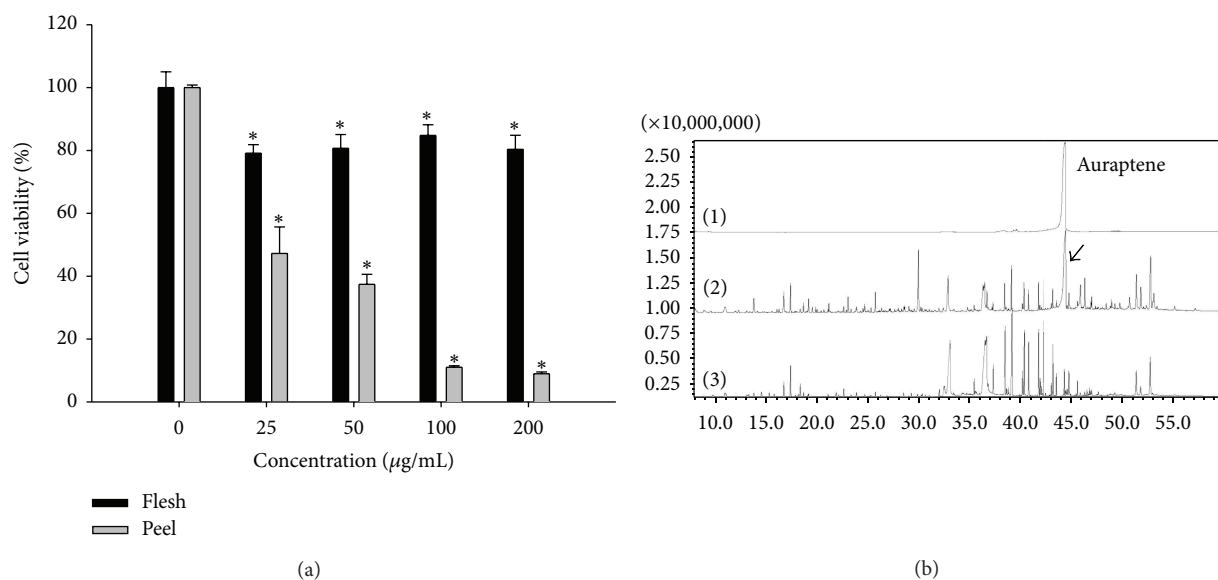 120
100
80
60
40
20
0
Cell viability (%)
* * * *
* * * *
0 25 50 100 200
Concentration (μg/mL)
Flesh
Peel
(a)
(×10,000,000)
2.50
2.25
2.00
1.75
1.50
1.25
1.00
0.75
0.50
0.25
Auraptene
(1)
(2)
(3)
10.0 15.0 20.0 25.0 30.0 35.0 40.0 45.0 50.0 55.0
(b)